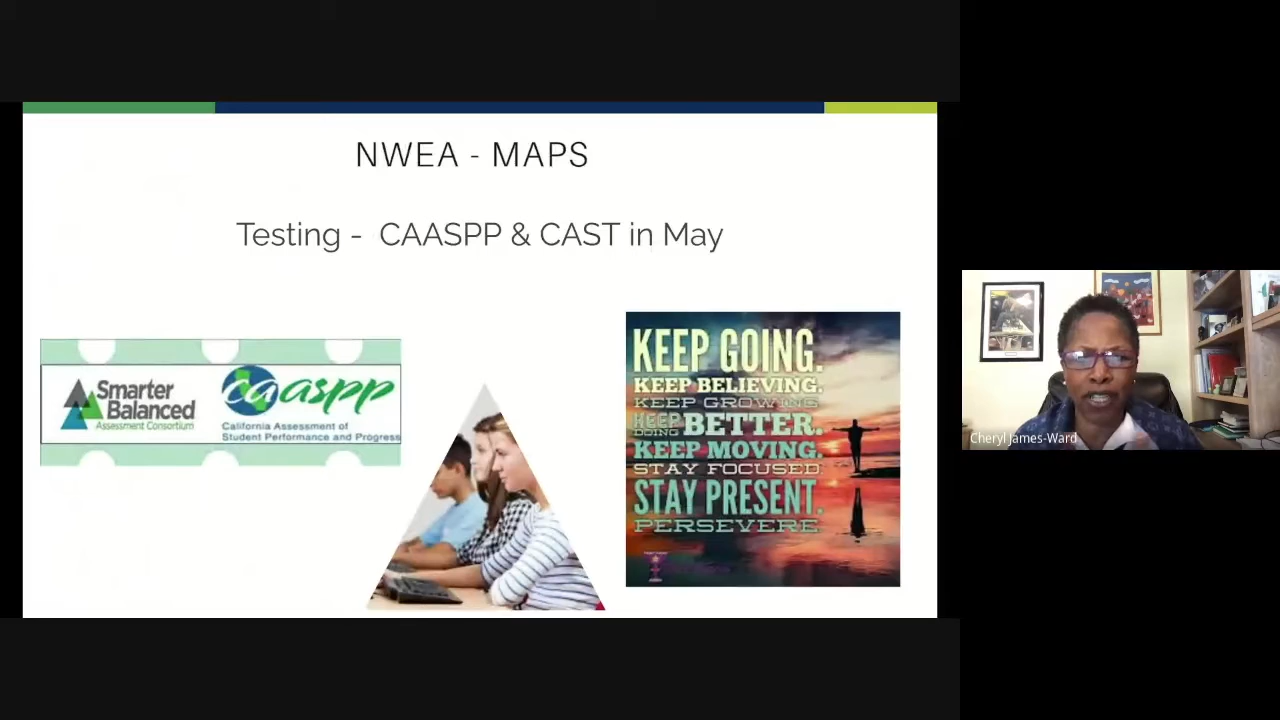 NWEA - MAPS
Testing - CAASPP & CAST in May
Smarter
Balanced
Assessment Consortium
caaspp
California Assessment of
Student Performance and Progress
KEEP GOING.
KEEP BELIEVING.
KEEP GROWING.
KEEP DOING BETTER.
KEEP MOVING.
STAY FOCUSED.
STAY PRESENT.
PERSEVERE.
Cheryl James-Ward